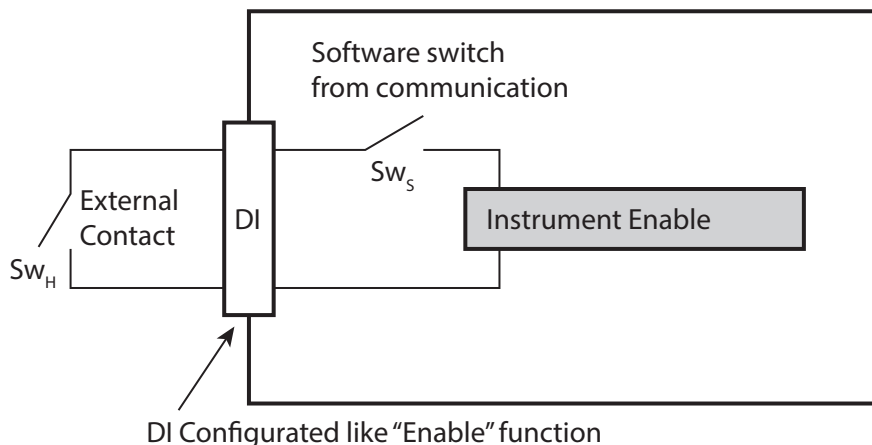 Software switch
from communication
External
Contact
Sw_H
DI
Sw_S
Instrument Enable
DI Configurated like “Enable” function